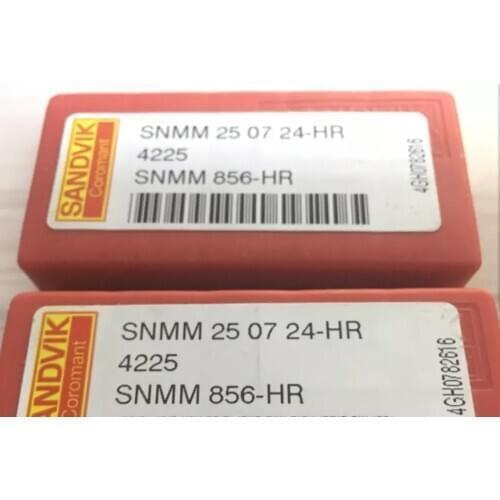 SANDVIK
Coromant
SNMM 25 07 24-HR
4225
SNMM 856-HR
4GH0782616
SANDVIK
Coromant
SNMM 25 07 24-HR
4225
SNMM 856-HR
4GH0782616